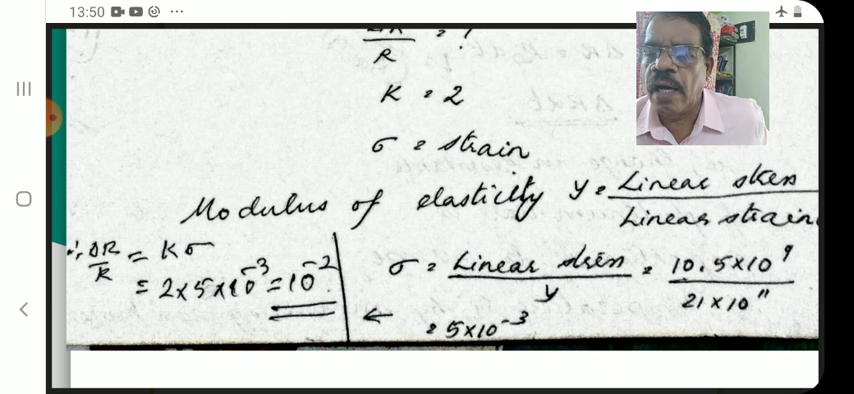 13:50
ΔR/R = ?
K = 2
σ = strain
Modulus of elasticity Y = Linear stress / Linear strain
∴ ΔR/R = Kσ
= 2×5×10⁻³ = 10⁻²
σ = Linear stress / Y = 10.5×10⁹ / 21×10¹¹
← = 5×10⁻³